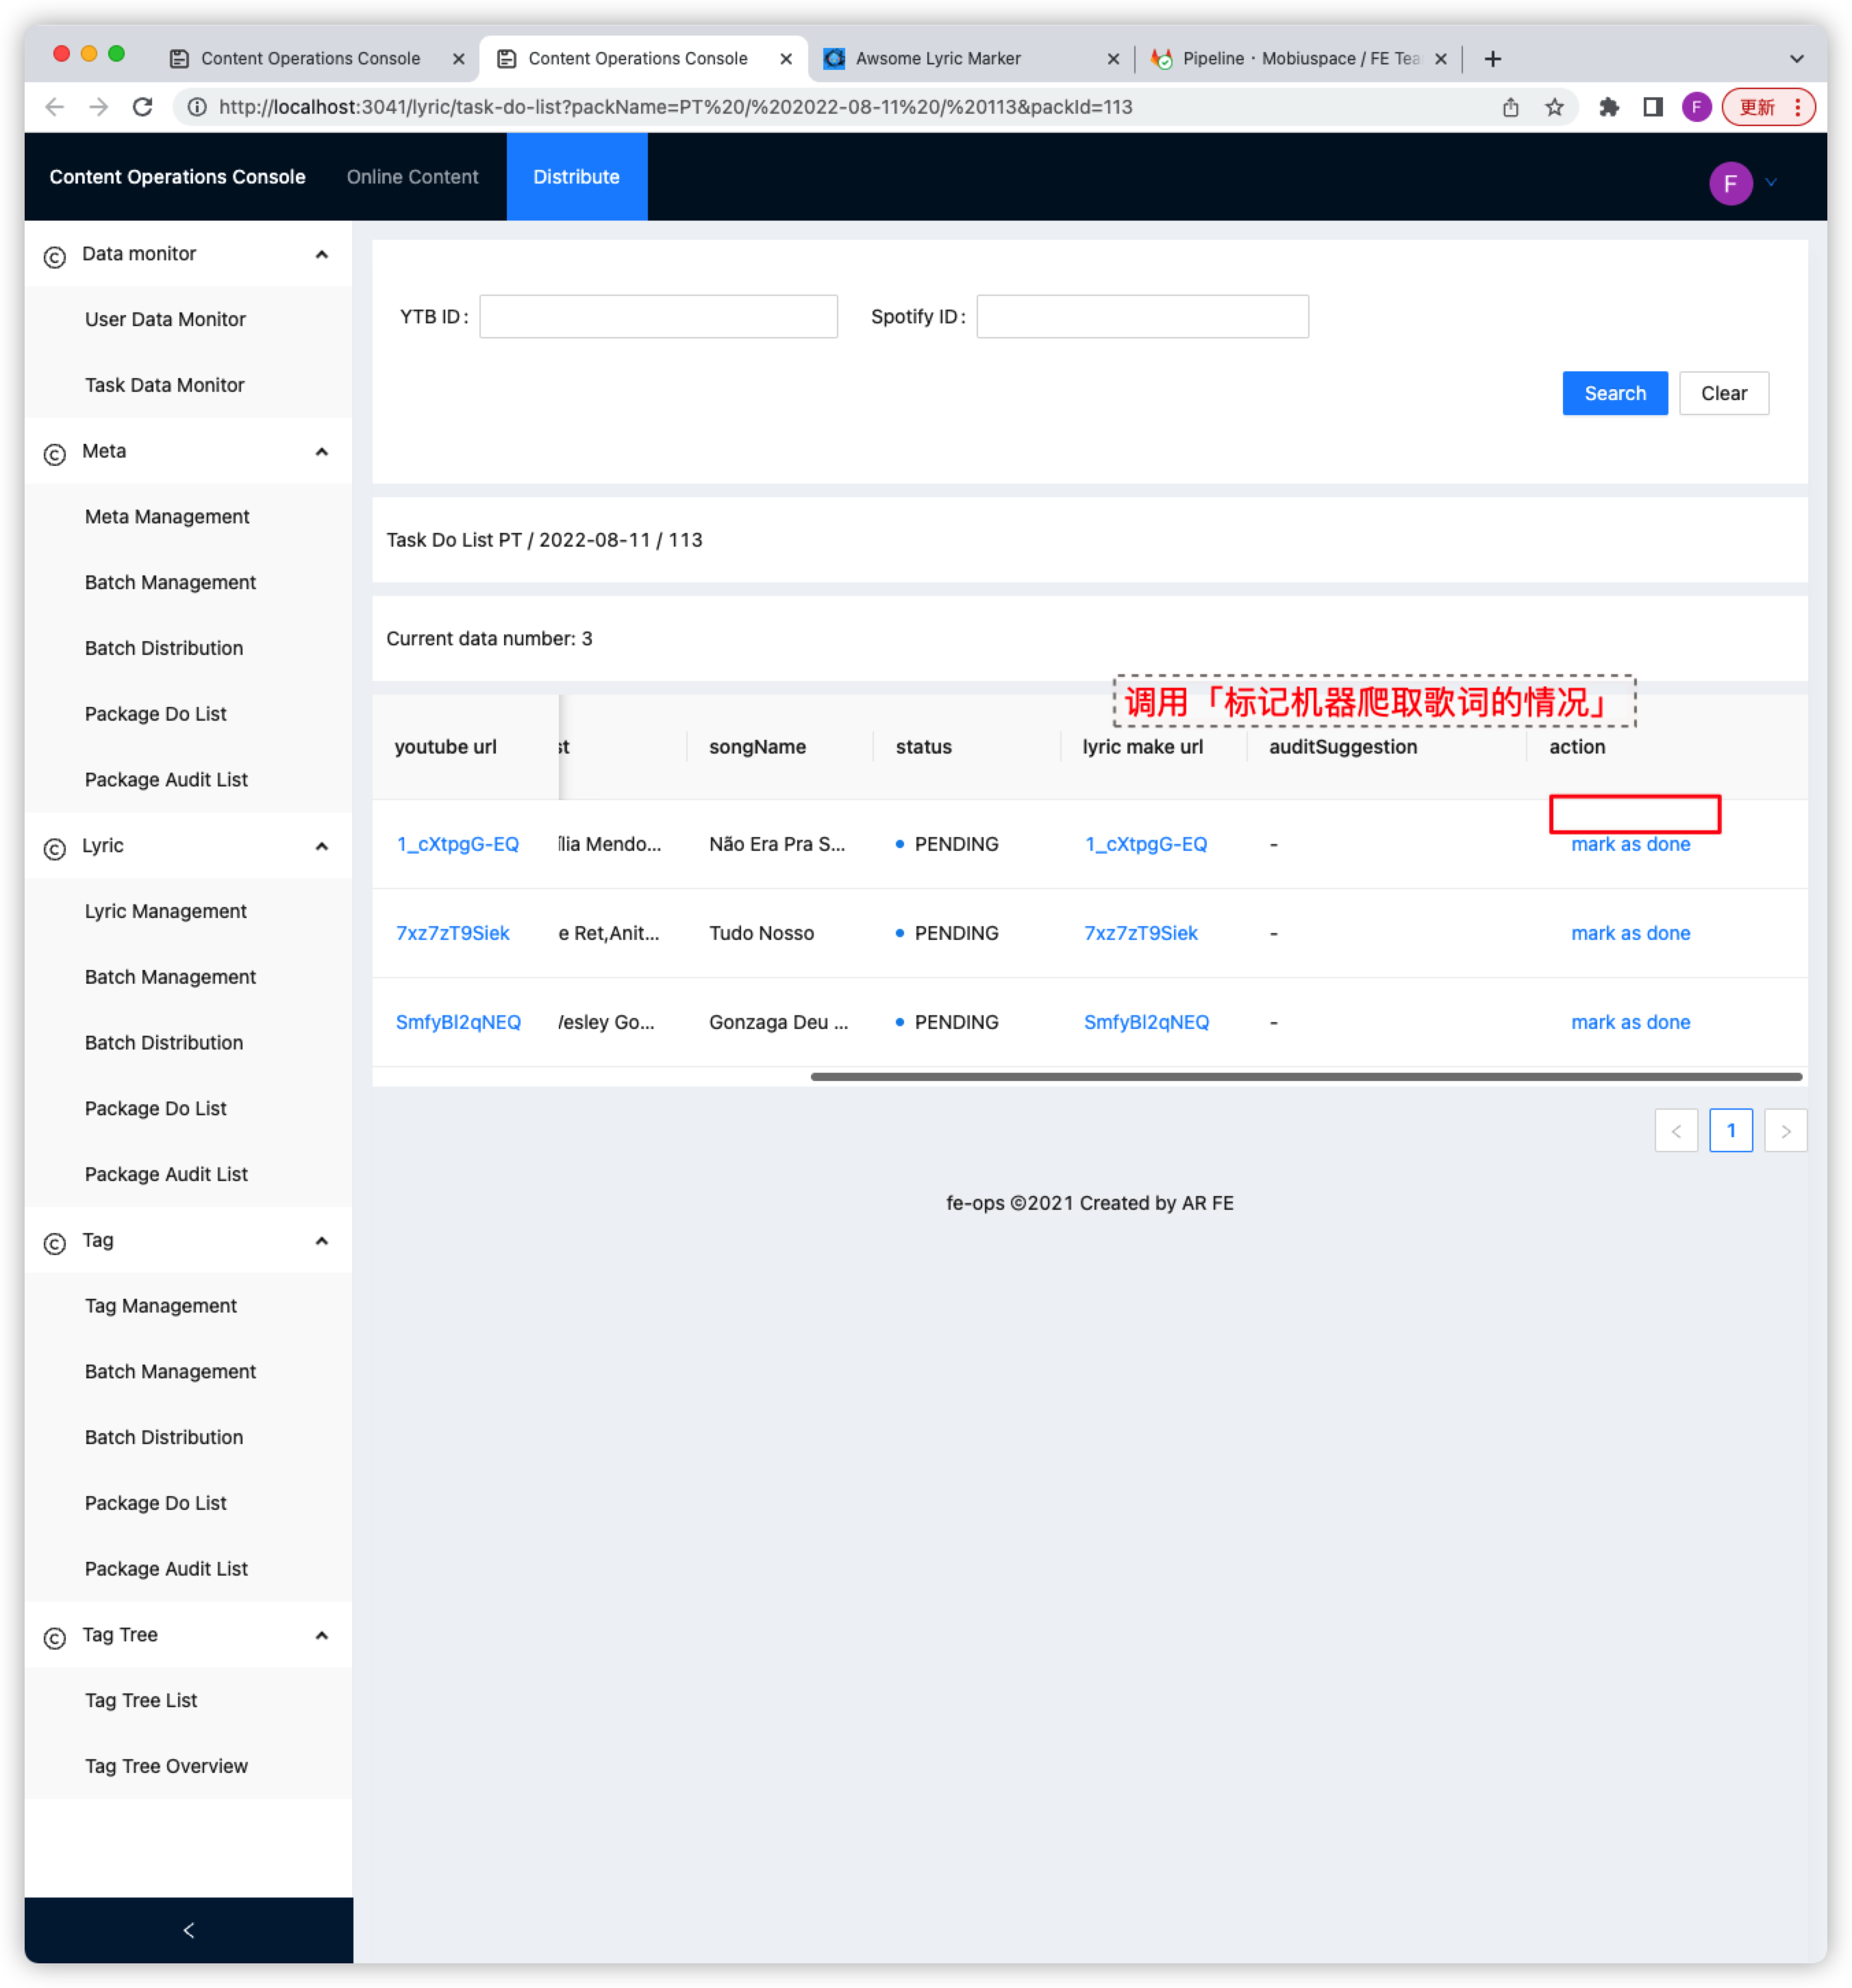 Content Operations Console
Content Operations Console
Awsome Lyric Marker
Pipeline · Mobiuspace / FE Tea
http://localhost:3041/lyric/task-do-list?packName=PT%20/%202022-08-11%20/%20113&packId=113
F
更新
Content Operations Console
Online Content
Distribute
F
Data monitor
User Data Monitor
Task Data Monitor
Meta
Meta Management
Batch Management
Batch Distribution
Package Do List
Package Audit List
Lyric
Lyric Management
Batch Management
Batch Distribution
Package Do List
Package Audit List
Tag
Tag Management
Batch Management
Batch Distribution
Package Do List
Package Audit List
Tag Tree
Tag Tree List
Tag Tree Overview
YTB ID :
Spotify ID :
Search
Clear
Task Do List PT / 2022-08-11 / 113
Current data number: 3
调用「标记机器爬取歌词的情况」
youtube url st songName status lyric make url auditSuggestion action
1_cXtpgG-EQ ília Mendo... Não Era Pra S... PENDING 1_cXtpgG-EQ - mark as done
7xz7zT9Siek e Ret,Anit... Tudo Nosso PENDING 7xz7zT9Siek - mark as done
SmfyBl2qNEQ /esley Go... Gonzaga Deu ... PENDING SmfyBl2qNEQ - mark as done
< 1 >
fe-ops ©2021 Created by AR FE